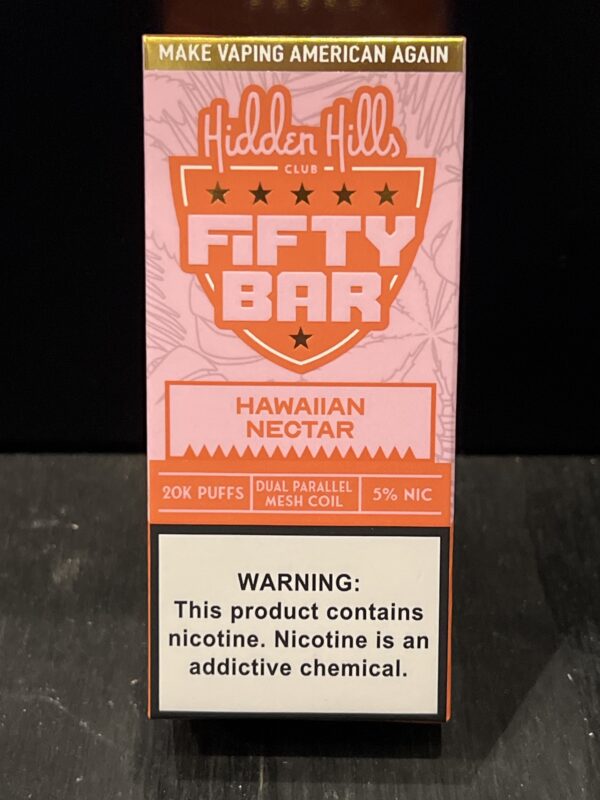 MAKE VAPING AMERICAN AGAIN
Hidden Hills
CLUB
FiFTY
BAR
HAWAIIAN
NECTAR
20K PUFFS
DUAL PARALLEL
MESH COIL
5% NIC
WARNING:
This product contains
nicotine. Nicotine is an
addictive chemical.